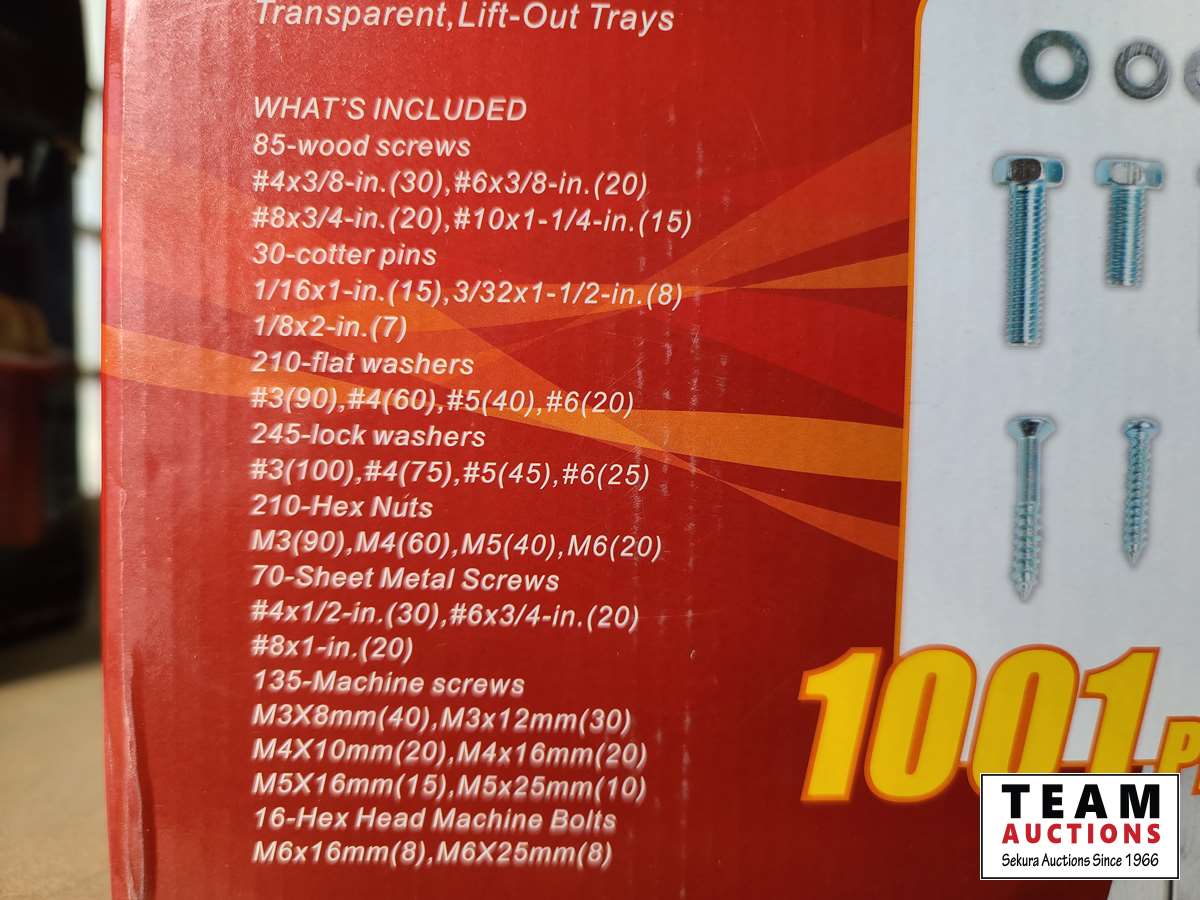 Transparent,Lift-Out Trays
WHAT'S INCLUDED
85-wood screws
#4x3/8-in.(30),#6x3/8-in.(20)
#8x3/4-in.(20),#10x1-1/4-in.(15)
30-cotter pins
1/16x1-in.(15),3/32x1-1/2-in.(8)
1/8x2-in.(7)
210-flat washers
#3(90),#4(60),#5(40),#6(20)
245-lock washers
#3(100),#4(75),#5(45),#6(25)
210-Hex Nuts
M3(90),M4(60),M5(40),M6(20)
70-Sheet Metal Screws
#4x1/2-in.(30),#6x3/4-in.(20)
#8x1-in.(20)
135-Machine screws
M3X8mm(40),M3x12mm(30)
M4X10mm(20),M4x16mm(20)
M5X16mm(15),M5x25mm(10)
16-Hex Head Machine Bolts
M6x16mm(8),M6X25mm(8)
1001
TEAM
AUCTIONS
Sekura Auctions Since 1966